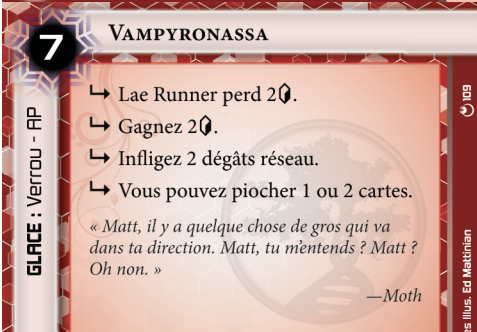 7
VAMPYRONASSA
↳ Lae Runner perd 2.
↳ Gagnez 2.
↳ Infligez 2 dégâts réseau.
↳ Vous pouvez piocher 1 ou 2 cartes.
« Matt, il y a quelque chose de gros qui va
dans ta direction. Matt, tu m'entends ? Matt ?
Oh non. »
—Moth
GLACE : Verrou - AP
109
es Illus. Ed Mattinian